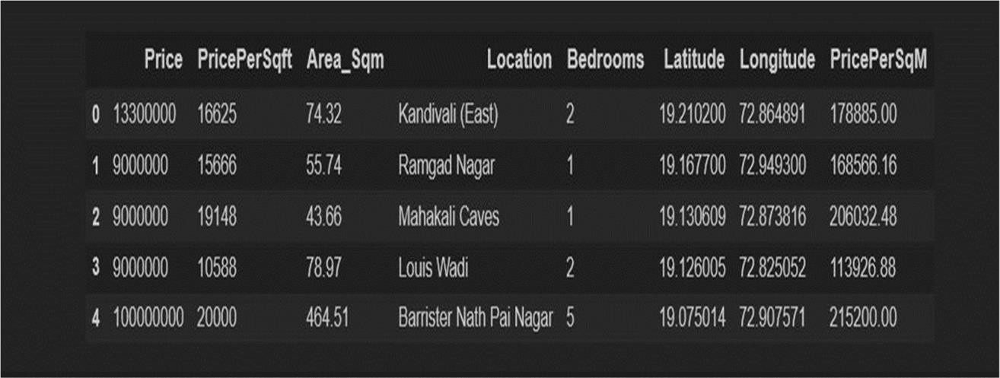 Price PricePerSqft Area_Sqm Location Bedrooms Latitude Longitude PricePerSqM
0 13300000 16625 74.32 Kandivali (East) 2 19.210200 72.864891 178885.00
1 9000000 15666 55.74 Ramgad Nagar 1 19.167700 72.949300 168566.16
2 9000000 19148 43.66 Mahakali Caves 1 19.130609 72.873816 206032.48
3 9000000 10588 78.97 Louis Wadi 2 19.126005 72.825052 113926.88
4 100000000 20000 464.51 Barrister Nath Pai Nagar 5 19.075014 72.907571 215200.00